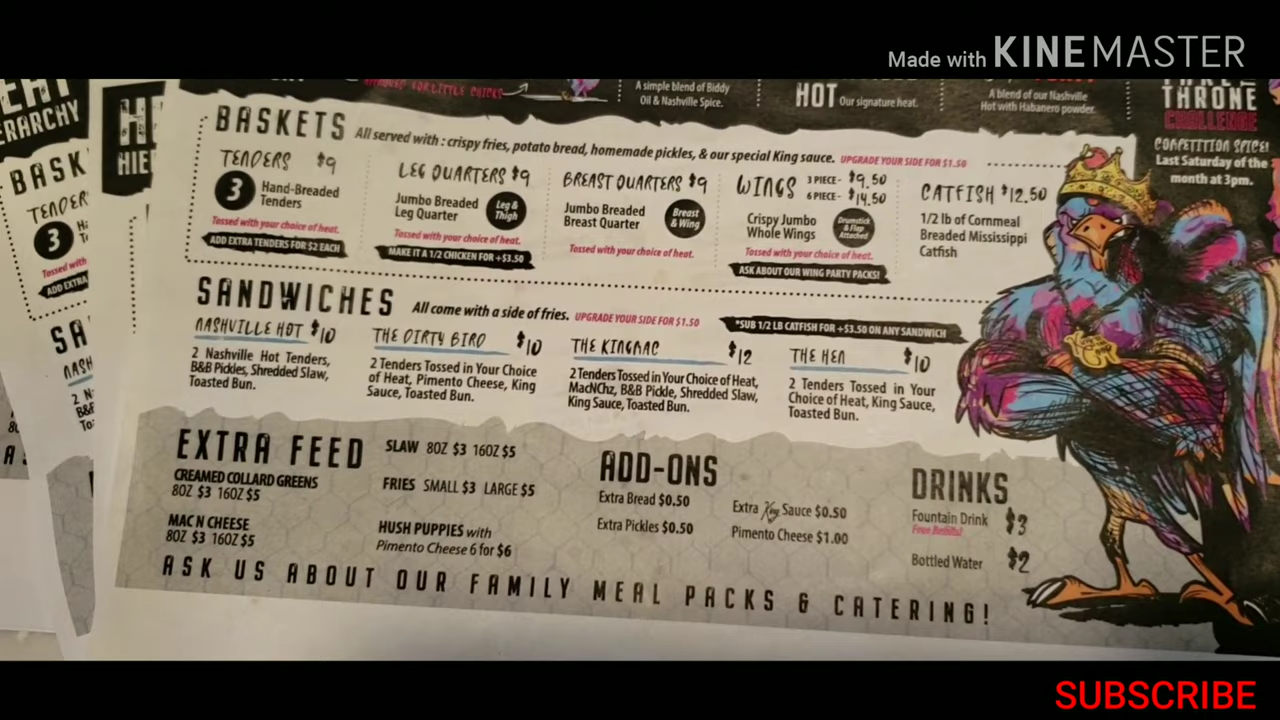 Made with KINEMASTER
A simple blend of Biddy
Oil & Nashville Spice.
HOT Our signature heat.
A blend of our Nashville
Hot with Habanero powder.
THRONE
CHALLENGE
COMPETITION SPICE!
Last Saturday of the
month at 3pm.
ERARCHY
HIE
BASK
TENDER
3
Tossed with
ADD EXTRA
SA
NASH
BASKETS All served with : crispy fries, potato bread, homemade pickles, & our special King sauce. UPGRADE YOUR SIDE FOR $1.50
TENDERS $9
3 Hand-Breaded
Tenders
Tossed with your choice of heat.
ADD EXTRA TENDERS FOR $2 EACH
LEG QUARTERS $9
Jumbo Breaded
Leg Quarter
Leg &
Thigh
Tossed with your choice of heat.
MAKE IT A 1/2 CHICKEN FOR +$3.50
BREAST QUARTERS $9
Jumbo Breaded
Breast Quarter
Breast
& Wing
Tossed with your choice of heat.
WINGS 3 PIECE- $9.50
6 PIECE- $14.50
Crispy Jumbo
Whole Wings
Drumstick
& Flap
Attached
Tossed with your choice of heat.
ASK ABOUT OUR WING PARTY PACKS!
CATFISH $12.50
1/2 lb of Cornmeal
Breaded Mississippi
Catfish
SANDWICHES All come with a side of fries. UPGRADE YOUR SIDE FOR $1.50
*SUB 1/2 LB CATFISH FOR +$3.50 ON ANY SANDWICH
NASHVILLE HOT $10
2 Nashville Hot Tenders,
B&B Pickles, Shredded Slaw,
Toasted Bun.
THE DIRTY BIRD $10
2 Tenders Tossed in Your Choice
of Heat, Pimento Cheese, King
Sauce, Toasted Bun.
THE KINGMAC $12
2 Tenders Tossed in Your Choice of Heat,
MacNChz, B&B Pickle, Shredded Slaw,
King Sauce, Toasted Bun.
THE HEN $10
2 Tenders Tossed in Your
Choice of Heat, King Sauce,
Toasted Bun.
EXTRA FEED
CREAMED COLLARD GREENS
8OZ $3 16OZ $5
MAC N CHEESE
8OZ $3 16OZ $5
SLAW 8OZ $3 16OZ $5
FRIES SMALL $3 LARGE $5
HUSH PUPPIES with
Pimento Cheese 6 for $6
ADD-ONS
Extra Bread $0.50
Extra Pickles $0.50
Extra King Sauce $0.50
Pimento Cheese $1.00
DRINKS
Fountain Drink $3
Free Refills!
Bottled Water $2
ASK US ABOUT OUR FAMILY MEAL PACKS & CATERING!
SUBSCRIBE